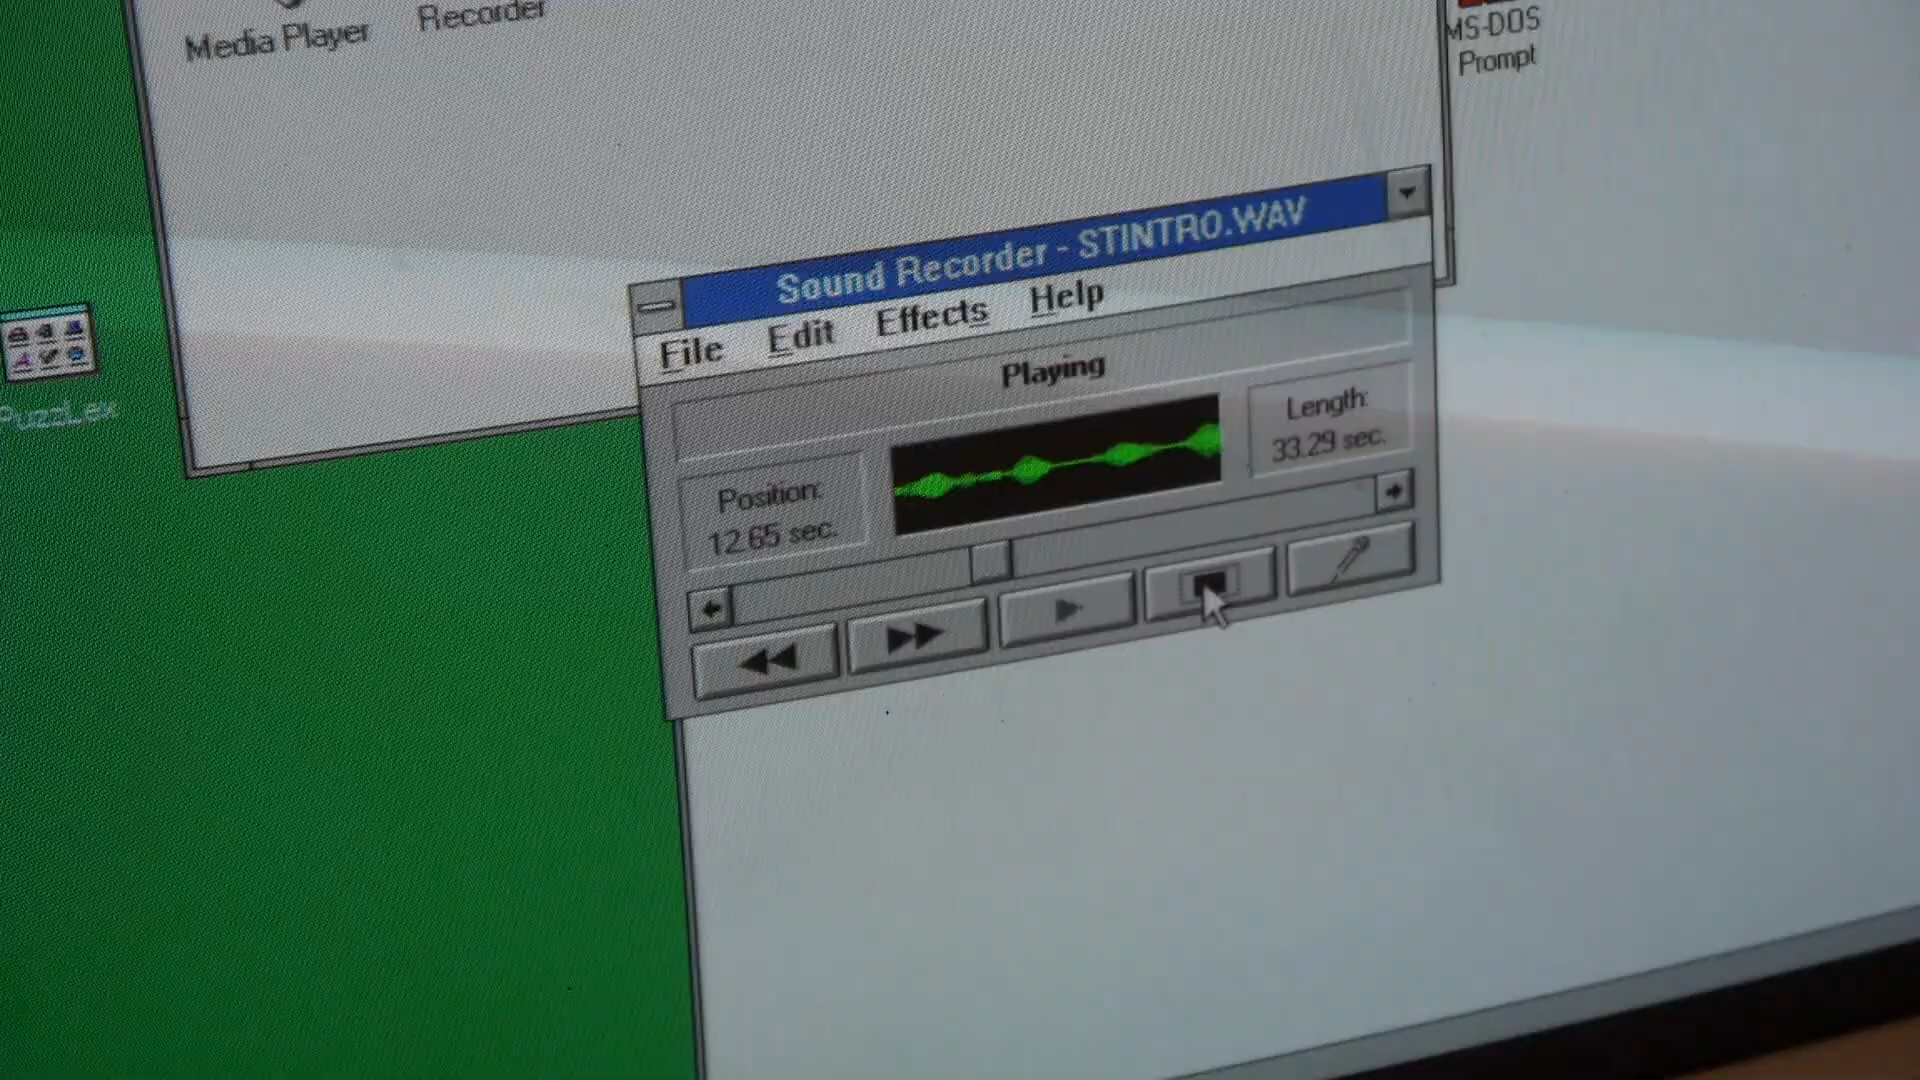 Media Player
Recorder
MS-DOS
Prompt
Sound Recorder - STINTRO.WAV
File Edit Effects Help
Playing
Position:
12.65 sec.
Length:
33.29 sec.
PuzzLex